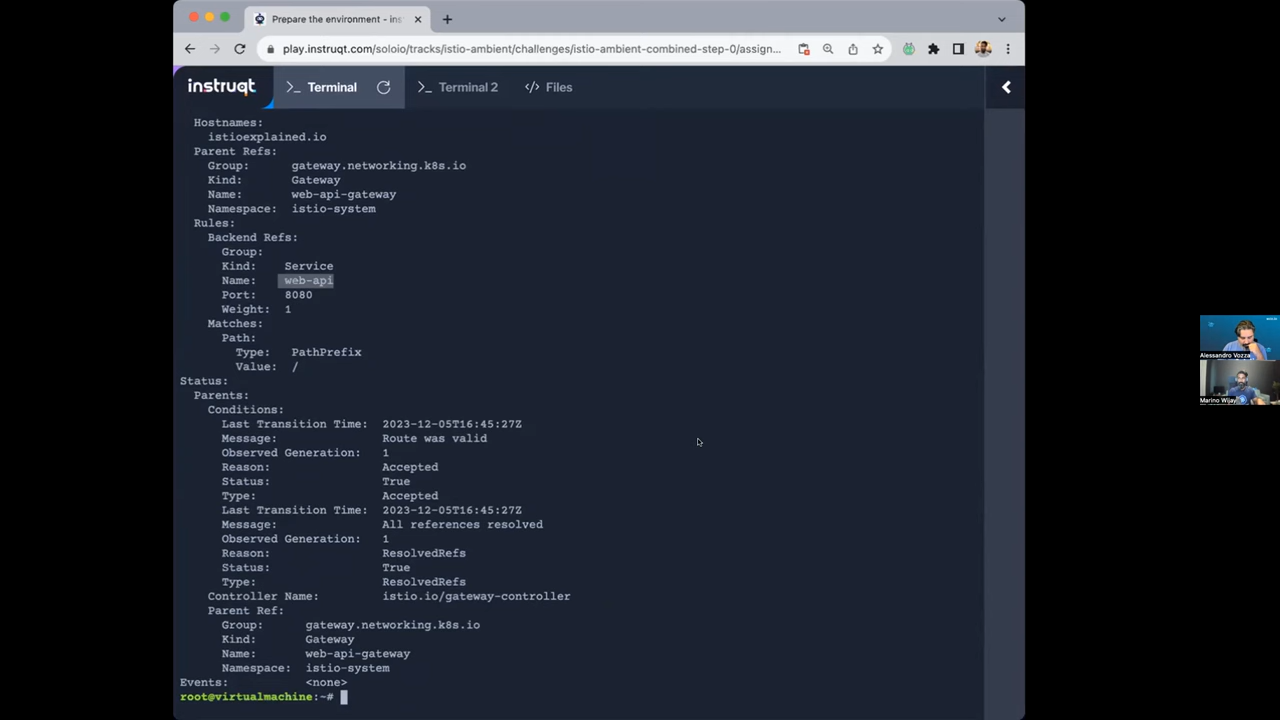 Prepare the environment - ins
play.instruqt.com/soloio/tracks/istio-ambient/challenges/istio-ambient-combined-step-0/assign...
instruqt
>_ Terminal
>_ Terminal 2
</> Files
Hostnames:
istioexplained.io
Parent Refs:
Group: gateway.networking.k8s.io
Kind: Gateway
Name: web-api-gateway
Namespace: istio-system
Rules:
Backend Refs:
Group:
Kind: Service
Name: web-api
Port: 8080
Weight: 1
Matches:
Path:
Type: PathPrefix
Value: /
Status:
Parents:
Conditions:
Last Transition Time: 2023-12-05T16:45:27Z
Message: Route was valid
Observed Generation: 1
Reason: Accepted
Status: True
Type: Accepted
Last Transition Time: 2023-12-05T16:45:27Z
Message: All references resolved
Observed Generation: 1
Reason: ResolvedRefs
Status: True
Type: ResolvedRefs
Controller Name: istio.io/gateway-controller
Parent Ref:
Group: gateway.networking.k8s.io
Kind: Gateway
Name: web-api-gateway
Namespace: istio-system
Events: <none>
root@virtualmachine:~#
Alessandro Vozza
Marino Wijay